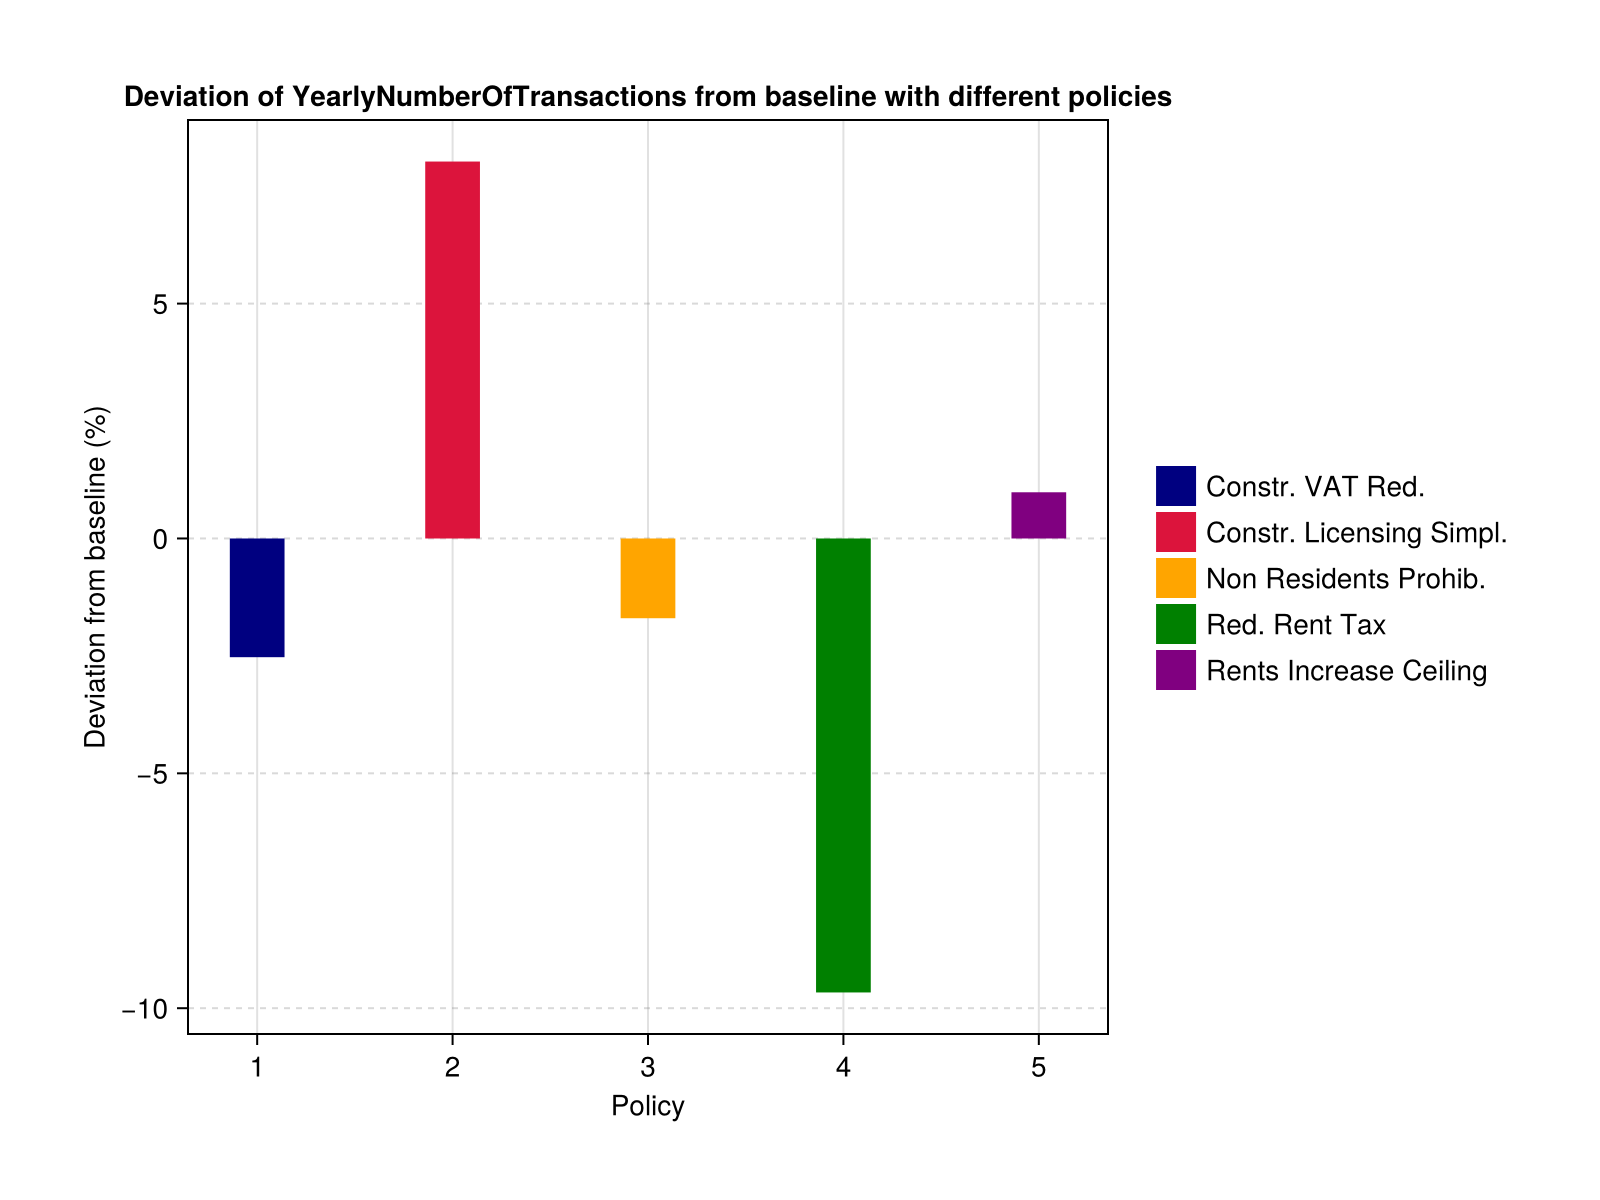 Deviation of YearlyNumberOfTransactions from baseline with different policies
Deviation from baseline (%)
5
0
−5
−10
1
2
3
4
5
Policy
Constr. VAT Red.
Constr. Licensing Simpl.
Non Residents Prohib.
Red. Rent Tax
Rents Increase Ceiling